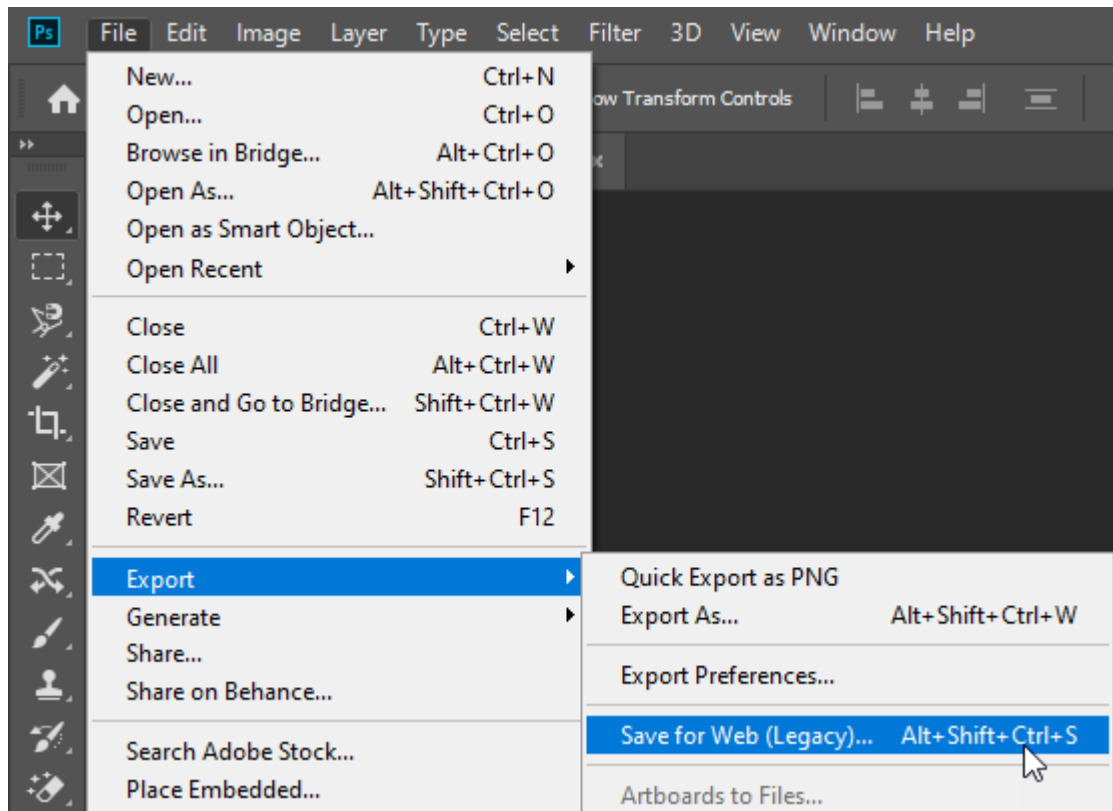 Ps File Edit Image Layer Type Select Filter 3D View Window Help
ow Transform Controls
New... Ctrl+N
Open... Ctrl+O
Browse in Bridge... Alt+Ctrl+O
Open As... Alt+Shift+Ctrl+O
Open as Smart Object...
Open Recent
Close Ctrl+W
Close All Alt+Ctrl+W
Close and Go to Bridge... Shift+Ctrl+W
Save Ctrl+S
Save As... Shift+Ctrl+S
Revert F12
Export
Generate
Share...
Share on Behance...
Search Adobe Stock...
Place Embedded...
Quick Export as PNG
Export As... Alt+Shift+Ctrl+W
Export Preferences...
Save for Web (Legacy)... Alt+Shift+Ctrl+S
Artboards to Files...